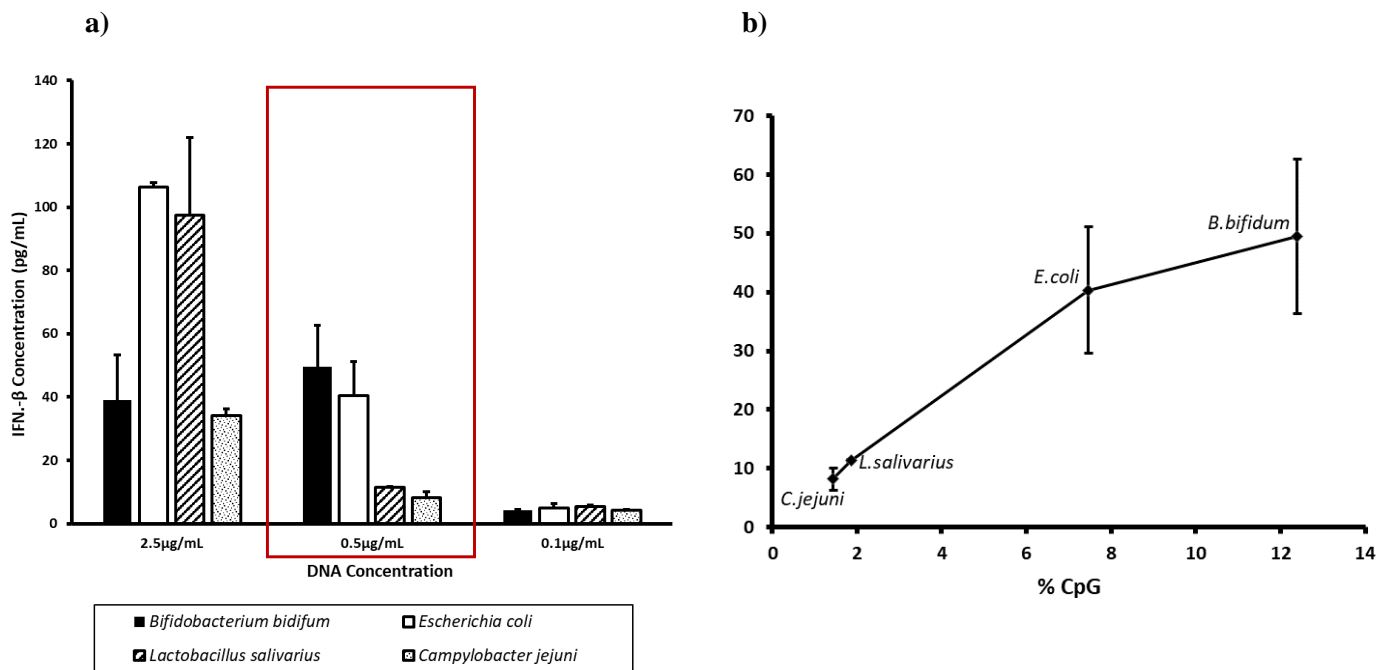 a)
140
120
100
80
60
40
20
0
IFN.-β Concentration (pg/mL)
2.5µg/mL 0.5µg/mL 0.1µg/mL
DNA Concentration
Bifidobacterium bidifum Escherichia coli
Lactobacillus salivarius Campylobacter jejuni
b)
70
60
50
40
30
20
10
0
B.bifidum
E.coli
L.salivarius
C.jejuni
0 2 4 6 8 10 12 14
% CpG